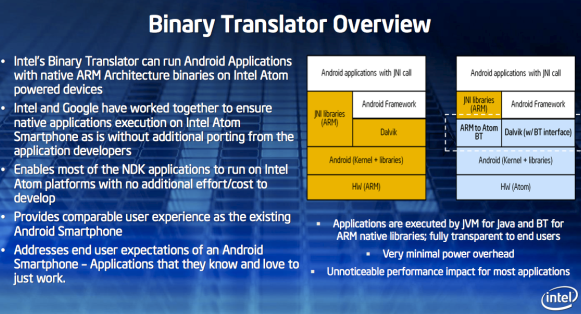 Binary Translator Overview
• Intel's Binary Translator can run Android Applications
with native ARM Architecture binaries on Intel Atom
powered devices
• Intel and Google have worked together to ensure
native applications execution on Intel Atom
Smartphone as is without additional porting from the
application developers
• Enables most of the NDK applications to run on Intel
Atom platforms with no additional effort/cost to
develop
• Provides comparable user experience as the existing
Android Smartphone
• Addresses end user expectations of an Android
Smartphone – Applications that they know and love to
just work.
Android applications with JNI call
JNI libraries
(ARM)
Android Framework
Dalvik
Android (Kernel + libraries)
HW (ARM)
Android applications with JNI call
JNI libraries
(ARM)
Android Framework
ARM to Atom
BT
Dalvik (w/BT interface)
Android (Kernel + libraries)
HW (Atom)
▪ Applications are executed by JVM for Java and BT for
ARM native libraries; fully transparent to end users
▪ Very minimal power overhead
▪ Unnoticeable performance impact for most applications
intel